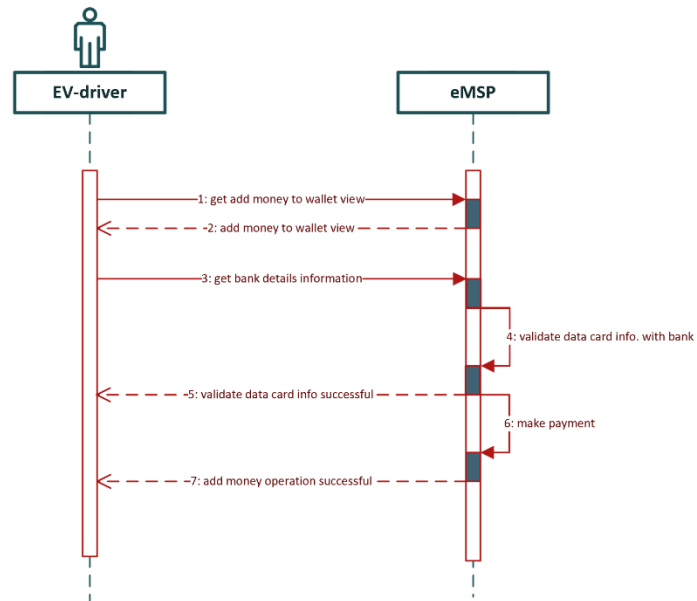 EV-driver
eMSP
1: get add money to wallet view
2: add money to wallet view
3: get bank details information
4: validate data card info. with bank
5: validate data card info successful
6: make payment
7: add money operation successful